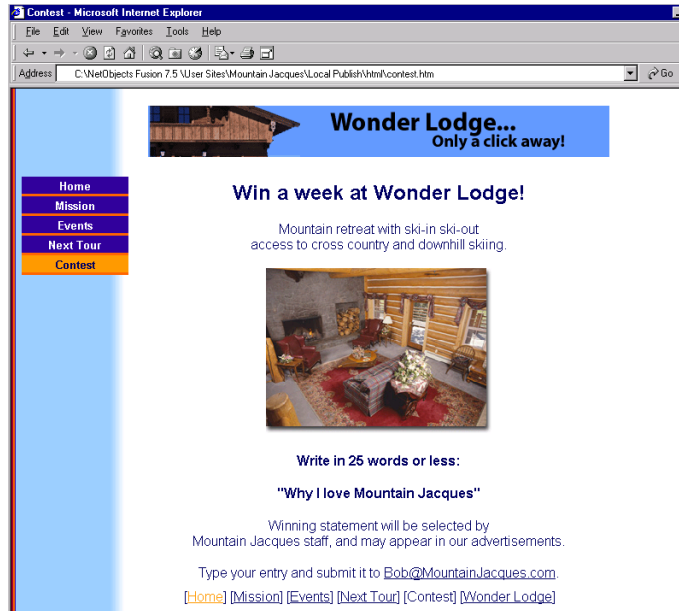 Contest - Microsoft Internet Explorer
File Edit View Favorites Tools Help
Address C:\NetObjects Fusion 7.5 \User Sites\Mountain Jacques\Local Publish\html\contest.htm Go
Wonder Lodge...
Only a click away!
Home
Mission
Events
Next Tour
Contest
Win a week at Wonder Lodge!
Mountain retreat with ski-in ski-out
access to cross country and downhill skiing.
Write in 25 words or less:
"Why I love Mountain Jacques"
Winning statement will be selected by
Mountain Jacques staff, and may appear in our advertisements.
Type your entry and submit it to Bob@MountainJacques.com.
[Home] [Mission] [Events] [Next Tour] [Contest] [Wonder Lodge]